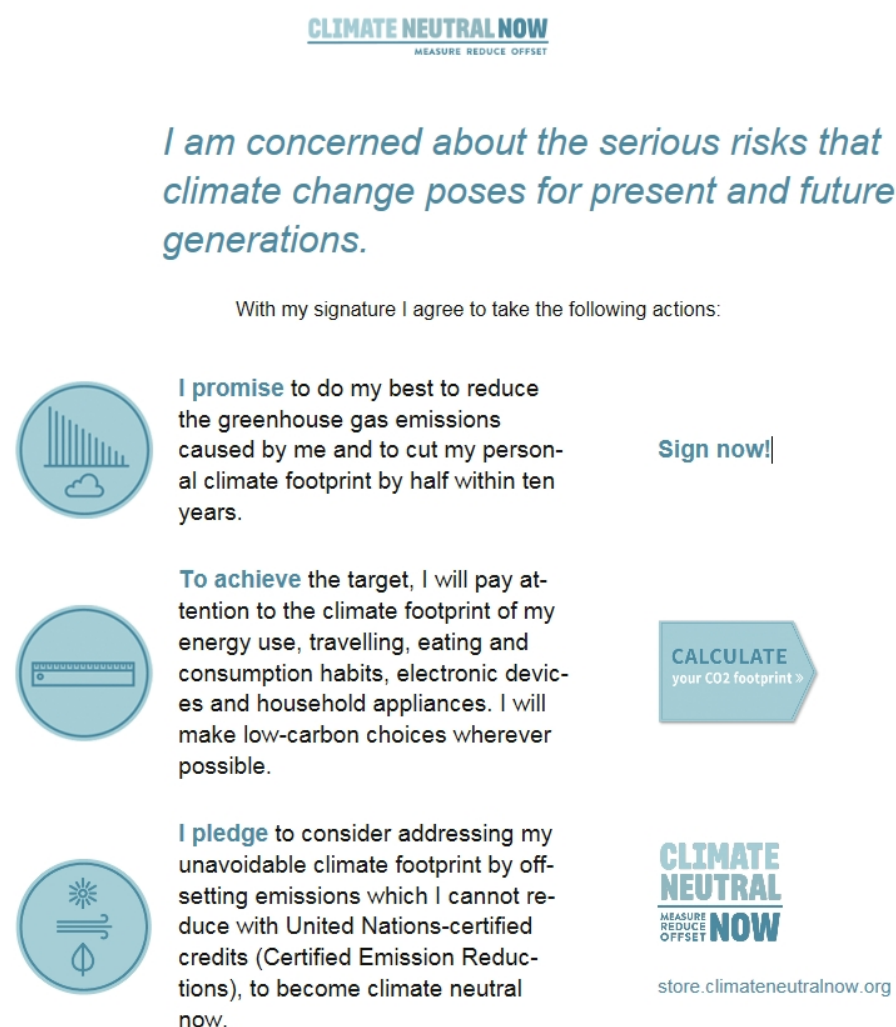 CLIMATE NEUTRAL NOW
MEASURE REDUCE OFFSET
I am concerned about the serious risks that
climate change poses for present and future
generations.
With my signature I agree to take the following actions:
I promise to do my best to reduce
the greenhouse gas emissions
caused by me and to cut my person-
al climate footprint by half within ten
years.
Sign now!
To achieve the target, I will pay at-
tention to the climate footprint of my
energy use, travelling, eating and
consumption habits, electronic devic-
es and household appliances. I will
make low-carbon choices wherever
possible.
CALCULATE
your CO2 footprint »
I pledge to consider addressing my
unavoidable climate footprint by off-
setting emissions which I cannot re-
duce with United Nations-certified
credits (Certified Emission Reduc-
tions), to become climate neutral
now.
CLIMATE
NEUTRAL
MEASURE
REDUCE
OFFSET
NOW
store.climateneutralnow.org